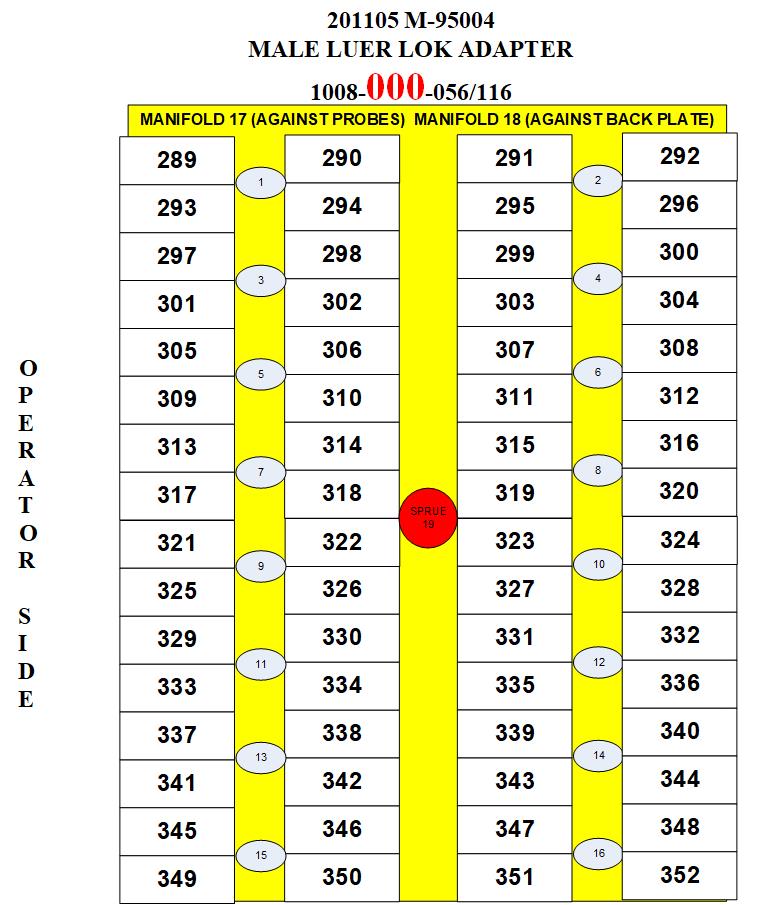 201105 M-95004
MALE LUER LOK ADAPTER
1008-000-056/116
MANIFOLD 17 (AGAINST PROBES) MANIFOLD 18 (AGAINST BACK PLATE)
289 290 291 292
1 2
293 294 295 296
297 298 299 300
3 4
301 302 303 304
305 306 307 308
5 6
309 310 311 312
313 314 315 316
7 8
317 318 319 320
SPRUE
19
321 322 323 324
9 10
325 326 327 328
329 330 331 332
11 12
333 334 335 336
337 338 339 340
13 14
341 342 343 344
345 346 347 348
15 16
349 350 351 352
OPERATOR SIDE